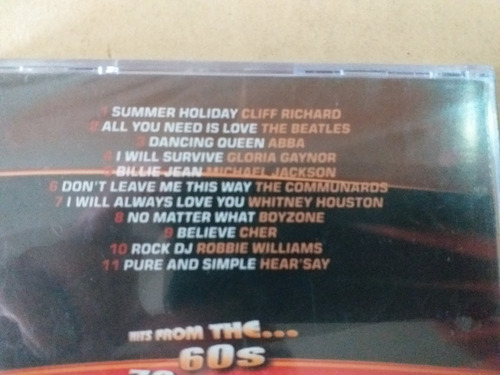 1 SUMMER HOLIDAY CLIFF RICHARD
2 ALL YOU NEED IS LOVE THE BEATLES
3 DANCING QUEEN ABBA
4 I WILL SURVIVE GLORIA GAYNOR
5 BILLIE JEAN MICHAEL JACKSON
6 DON'T LEAVE ME THIS WAY THE COMMUNARDS
7 I WILL ALWAYS LOVE YOU WHITNEY HOUSTON
8 NO MATTER WHAT BOYZONE
9 BELIEVE CHER
10 ROCK DJ ROBBIE WILLIAMS
11 PURE AND SIMPLE HEAR'SAY
HITS FROM THE...
60s